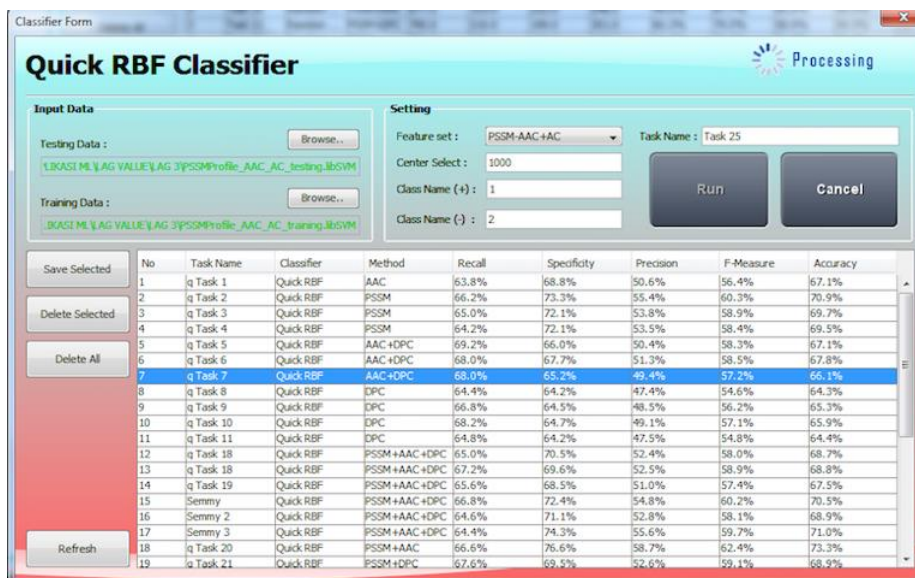 Classifier Form
Quick RBF Classifier
Processing
Input Data
Testing Data :
Browse..
VALUE\LAG 3\PSSMProfile_AAC_AC_testing.libSVM
Training Data :
Browse..
VALUE\LAG 3\PSSMProfile_AAC_AC_training.libSVM
Setting
Feature set : PSSM-AAC+AC
Task Name : Task 25
Center Select : 1000
Class Name (+) : 1
Class Name (-) : 2
Run
Cancel
Save Selected
Delete Selected
Delete All
Refresh
No Task Name Classifier Method Recall Specificity Precision F-Measure Accuracy
1 q Task 1 Quick RBF AAC 63.8% 68.8% 50.6% 56.4% 67.1%
2 q Task 2 Quick RBF PSSM 66.2% 73.3% 55.4% 60.3% 70.9%
3 q Task 3 Quick RBF PSSM 65.0% 72.1% 53.8% 58.9% 69.7%
4 q Task 4 Quick RBF PSSM 64.2% 72.1% 53.5% 58.4% 69.5%
5 q Task 5 Quick RBF AAC+DPC 69.2% 66.0% 50.4% 58.3% 67.1%
6 q Task 6 Quick RBF AAC+DPC 68.0% 67.7% 51.3% 58.5% 67.8%
7 q Task 7 Quick RBF AAC+DPC 68.0% 65.2% 49.4% 57.2% 66.1%
8 q Task 8 Quick RBF DPC 64.4% 64.2% 47.4% 54.6% 64.3%
9 q Task 9 Quick RBF DPC 66.8% 64.5% 48.5% 56.2% 65.3%
10 q Task 10 Quick RBF DPC 68.2% 64.7% 49.1% 57.1% 65.9%
11 q Task 11 Quick RBF DPC 64.8% 64.2% 47.5% 54.8% 64.4%
12 q Task 18 Quick RBF PSSM+AAC+DPC 65.0% 70.5% 52.4% 58.0% 68.7%
13 q Task 18 Quick RBF PSSM+AAC+DPC 67.2% 69.6% 52.5% 58.9% 68.8%
14 q Task 19 Quick RBF PSSM+AAC+DPC 65.6% 68.5% 51.0% 57.4% 67.5%
15 Semmy Quick RBF PSSM+AAC+DPC 66.8% 72.4% 54.8% 60.2% 70.5%
16 Semmy 2 Quick RBF PSSM+AAC+DPC 64.6% 71.1% 52.8% 58.1% 68.9%
17 Semmy 3 Quick RBF PSSM+AAC+DPC 64.4% 74.3% 55.6% 59.7% 71.0%
18 q Task 20 Quick RBF PSSM+AAC 66.6% 76.6% 58.7% 62.4% 73.3%
19 q Task 21 Quick RBF PSSM+DPC 67.6% 69.5% 52.6% 59.1% 68.9%